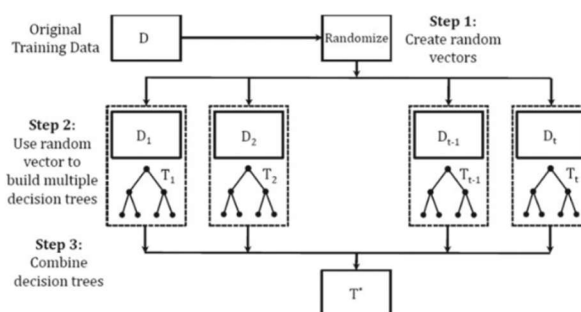 Original
Training Data
D
Randomize
Step 1:
Create random
vectors
Step 2:
Use random
vector to
build multiple
decision trees
D₁
D₂
Dₜ₋₁
Dₜ
T₁
T₂
Tₜ₋₁
Tₜ
Step 3:
Combine
decision trees
T*